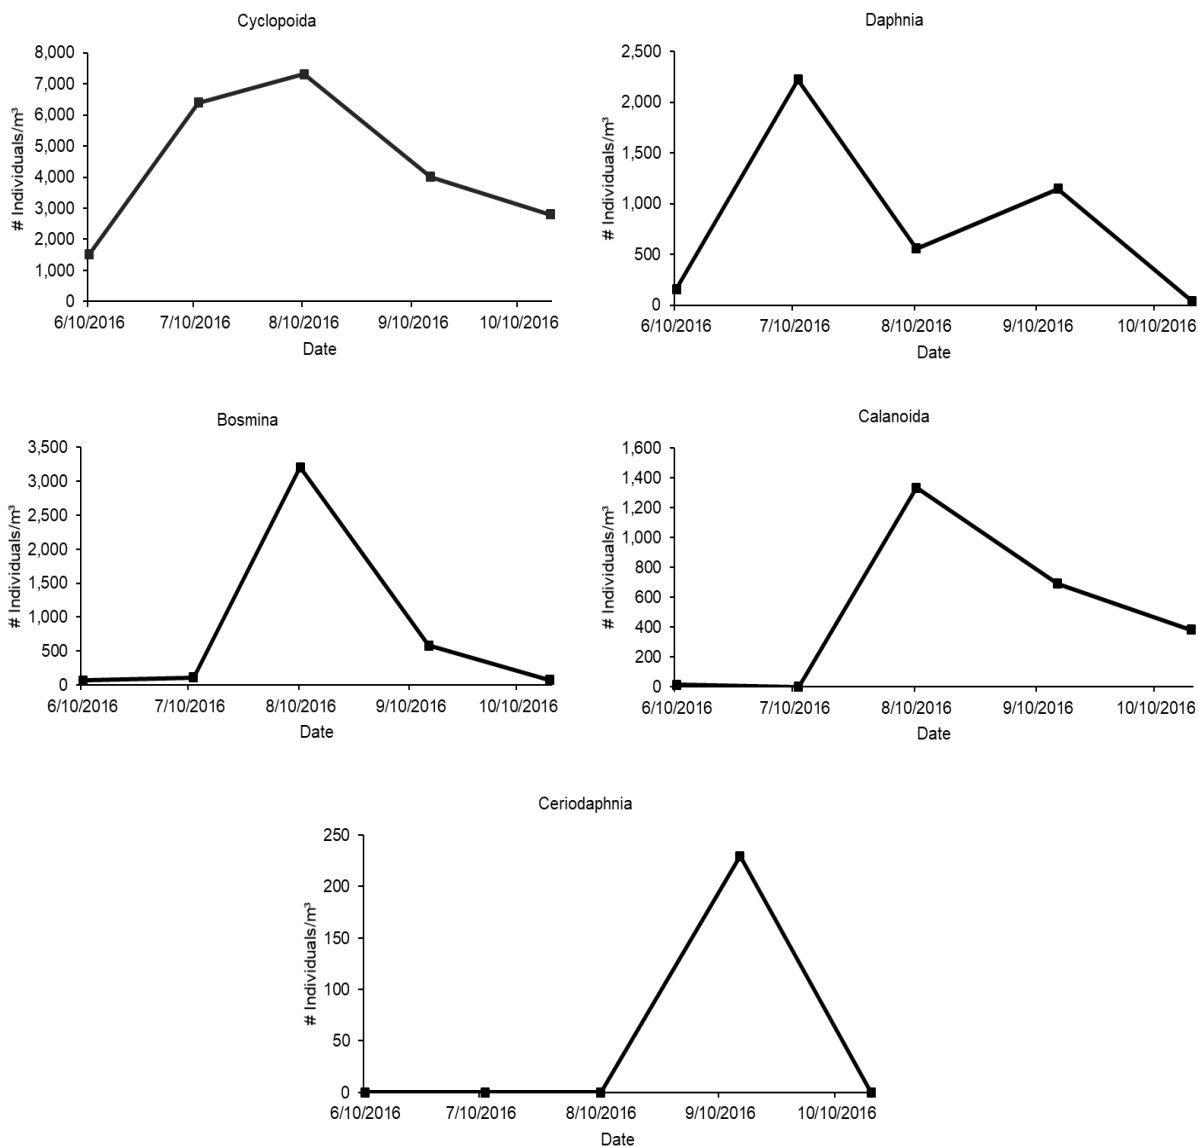 Cyclopoida
8,000
7,000
6,000
5,000
4,000
3,000
2,000
1,000
0
# Individuals/m³
6/10/2016 7/10/2016 8/10/2016 9/10/2016 10/10/2016
Date
Daphnia
2,500
2,000
1,500
1,000
500
0
# Individuals/m³
6/10/2016 7/10/2016 8/10/2016 9/10/2016 10/10/2016
Date
Bosmina
3,500
3,000
2,500
2,000
1,500
1,000
500
0
# Individuals/m³
6/10/2016 7/10/2016 8/10/2016 9/10/2016 10/10/2016
Date
Calanoida
1,600
1,400
1,200
1,000
800
600
400
200
0
# Individuals/m³
6/10/2016 7/10/2016 8/10/2016 9/10/2016 10/10/2016
Date
Ceriodaphnia
250
200
150
100
50
0
# Individuals/m³
6/10/2016 7/10/2016 8/10/2016 9/10/2016 10/10/2016
Date